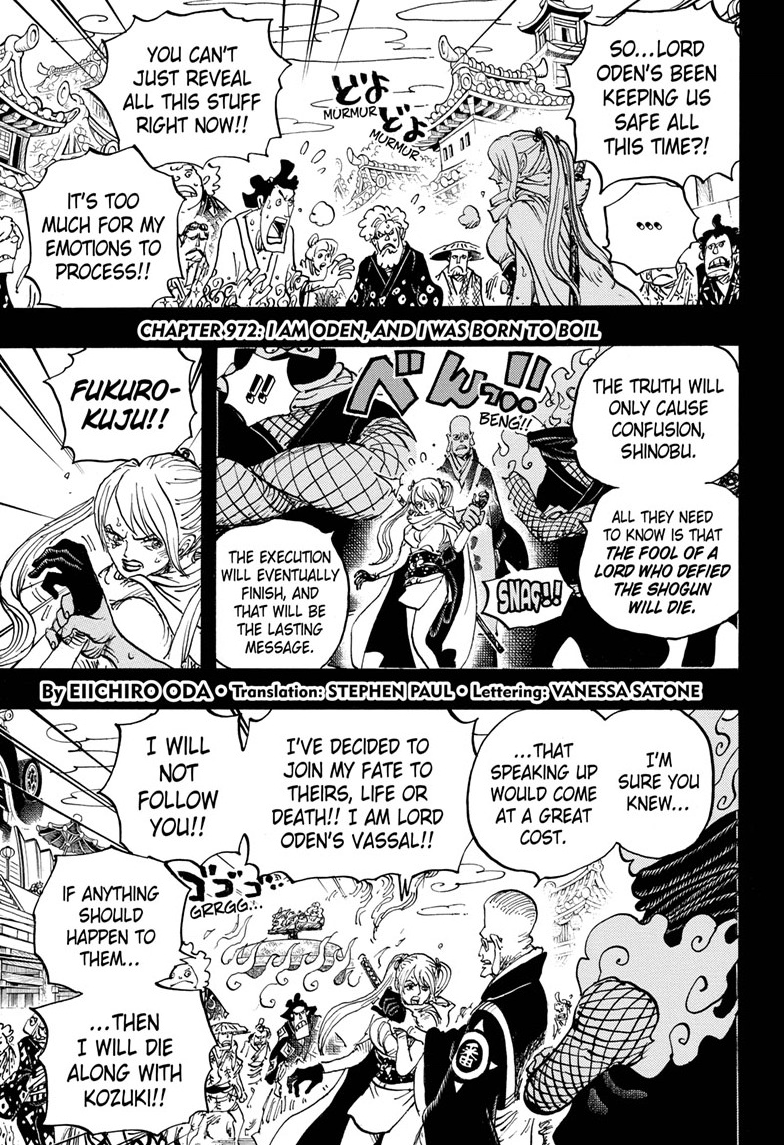 SO...LORD
ODEN'S BEEN
KEEPING US
SAFE ALL
THIS TIME?!
...
どよ
MURMUR
どよ
MURMUR
YOU CAN'T
JUST REVEAL
ALL THIS STUFF
RIGHT NOW!!
IT'S TOO
MUCH FOR MY
EMOTIONS TO
PROCESS!!
CHAPTER 972: I AM ODEN, AND I WAS BORN TO BOIL
THE TRUTH WILL
ONLY CAUSE
CONFUSION,
SHINOBU.
ALL THEY NEED
TO KNOW IS THAT
THE FOOL OF A
LORD WHO DEFIED
THE SHOGUN
WILL DIE.
べんっ!!
BENG!!
!!
SNAG!!
THE EXECUTION
WILL EVENTUALLY
FINISH, AND
THAT WILL BE
THE LASTING
MESSAGE.
FUKURO-
KUJU!!
By EIICHIRO ODA • Translation: STEPHEN PAUL • Lettering: VANESSA SATONE
I'M
SURE YOU
KNEW...
...THAT
SPEAKING UP
WOULD COME
AT A GREAT
COST.
I'VE DECIDED TO
JOIN MY FATE TO
THEIRS, LIFE OR
DEATH!! I AM LORD
ODEN'S VASSAL!!
I WILL
NOT
FOLLOW
YOU!!
ゴゴゴ...
GRRGG...
IF ANYTHING
SHOULD
HAPPEN TO
THEM...
...THEN
I WILL DIE
ALONG WITH
KOZUKI!!